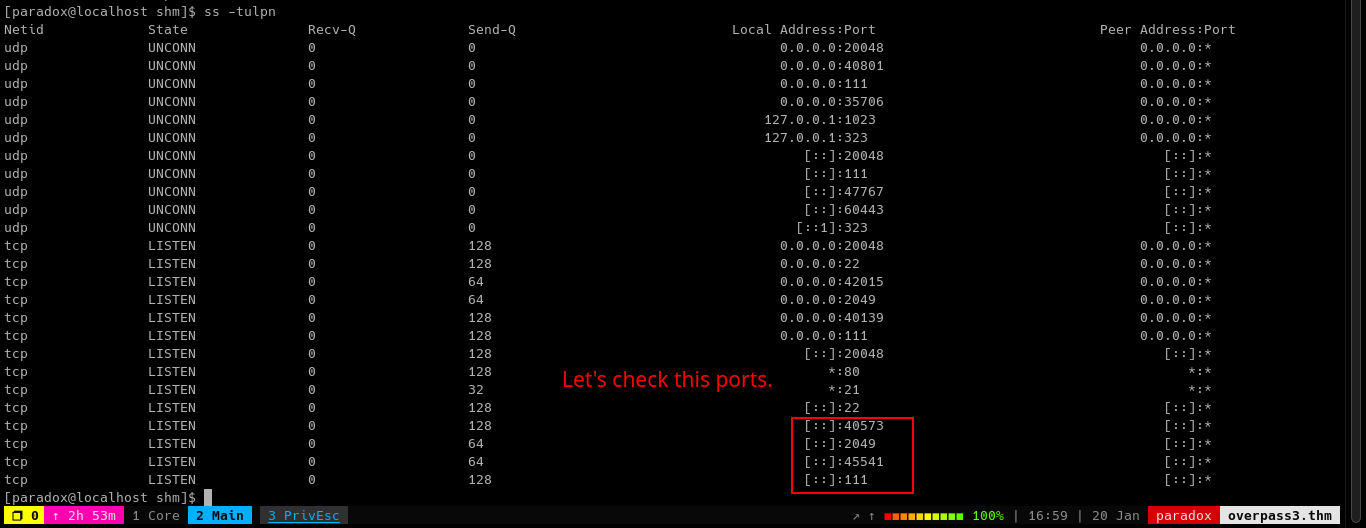 [paradox@localhost shm]$ ss -tulpn
Netid State Recv-Q Send-Q Local Address:Port Peer Address:Port
udp UNCONN 0 0 0.0.0.0:20048 0.0.0.0:*
udp UNCONN 0 0 0.0.0.0:40801 0.0.0.0:*
udp UNCONN 0 0 0.0.0.0:111 0.0.0.0:*
udp UNCONN 0 0 0.0.0.0:35706 0.0.0.0:*
udp UNCONN 0 0 127.0.0.1:1023 0.0.0.0:*
udp UNCONN 0 0 127.0.0.1:323 0.0.0.0:*
udp UNCONN 0 0 [::]:20048 [::]:*
udp UNCONN 0 0 [::]:111 [::]:*
udp UNCONN 0 0 [::]:47767 [::]:*
udp UNCONN 0 0 [::]:60443 [::]:*
udp UNCONN 0 0 [::1]:323 [::]:*
tcp LISTEN 0 128 0.0.0.0:20048 0.0.0.0:*
tcp LISTEN 0 128 0.0.0.0:22 0.0.0.0:*
tcp LISTEN 0 64 0.0.0.0:42015 0.0.0.0:*
tcp LISTEN 0 64 0.0.0.0:2049 0.0.0.0:*
tcp LISTEN 0 128 0.0.0.0:40139 0.0.0.0:*
tcp LISTEN 0 128 0.0.0.0:111 0.0.0.0:*
tcp LISTEN 0 128 [::]:20048 [::]:*
tcp LISTEN 0 128 *:80 *:*
Let's check this ports.
tcp LISTEN 0 32 *:21 *:*
tcp LISTEN 0 128 [::]:22 [::]:*
tcp LISTEN 0 128 [::]:40573 [::]:*
tcp LISTEN 0 64 [::]:2049 [::]:*
tcp LISTEN 0 64 [::]:45541 [::]:*
tcp LISTEN 0 128 [::]:111 [::]:*
[paradox@localhost shm]$
❐ 0 ↑ 2h 53m 1 Core 2 Main 3 PrivEsc ↗ ↑ 100% | 16:59 | 20 Jan paradox overpass3.thm